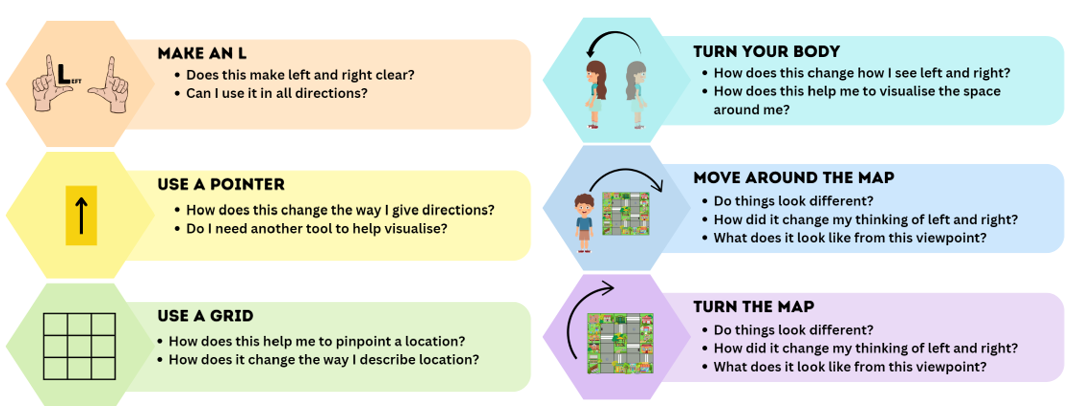 LEFT
MAKE AN L
• Does this make left and right clear?
• Can I use it in all directions?
USE A POINTER
• How does this change the way I give directions?
• Do I need another tool to help visualise?
USE A GRID
• How does this help me to pinpoint a location?
• How does it change the way I describe location?
TURN YOUR BODY
• How does this change how I see left and right?
• How does this help me to visualise the space
around me?
MOVE AROUND THE MAP
• Do things look different?
• How did it change my thinking of left and right?
• What does it look like from this viewpoint?
TURN THE MAP
• Do things look different?
• How did it change my thinking of left and right?
• What does it look like from this viewpoint?